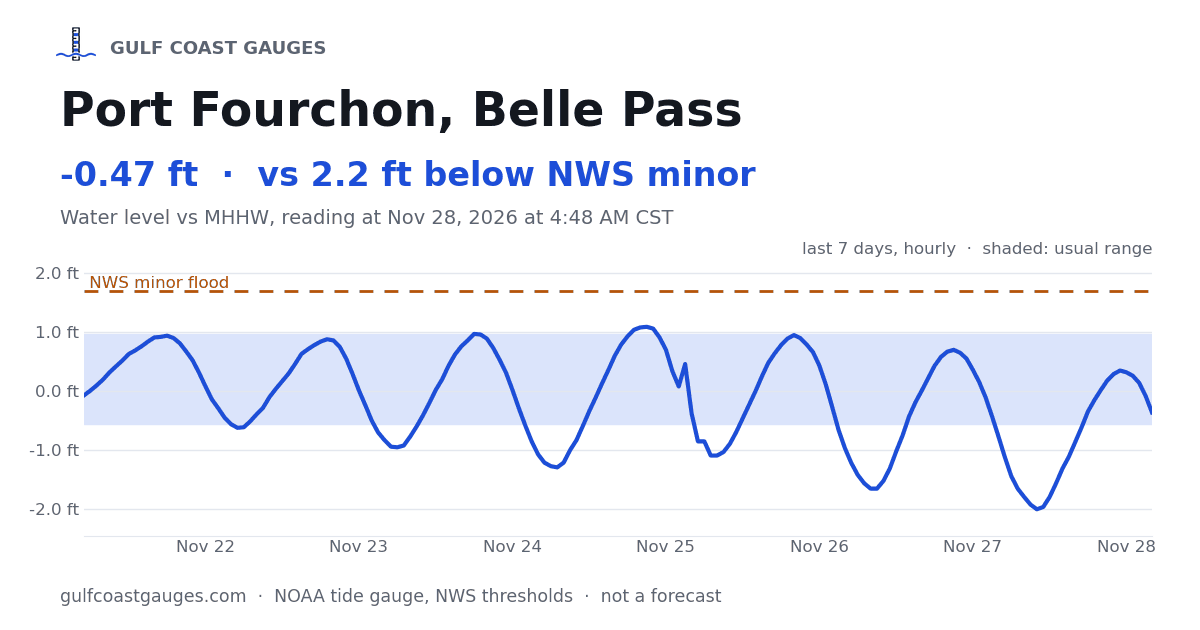 GULF COAST GAUGES
Port Fourchon, Belle Pass
-0.47 ft · vs 2.2 ft below NWS minor
Water level vs MHHW, reading at Nov 28, 2026 at 4:48 AM CST
last 7 days, hourly · shaded: usual range
2.0 ft
NWS minor flood
1.0 ft
0.0 ft
-1.0 ft
-2.0 ft
Nov 22 Nov 23 Nov 24 Nov 25 Nov 26 Nov 27 Nov 28
gulfcoastgauges.com · NOAA tide gauge, NWS thresholds · not a forecast